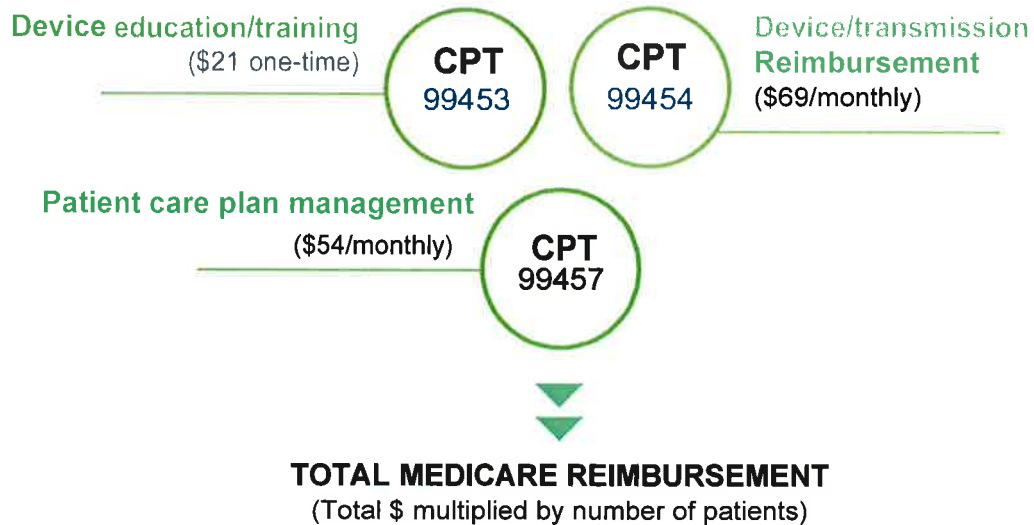 Device education/training
($21 one-time)
CPT
99453
CPT
99454
Device/transmission
Reimbursement
($69/monthly)
Patient care plan management
($54/monthly)
CPT
99457
TOTAL MEDICARE REIMBURSEMENT
(Total $ multiplied by number of patients)